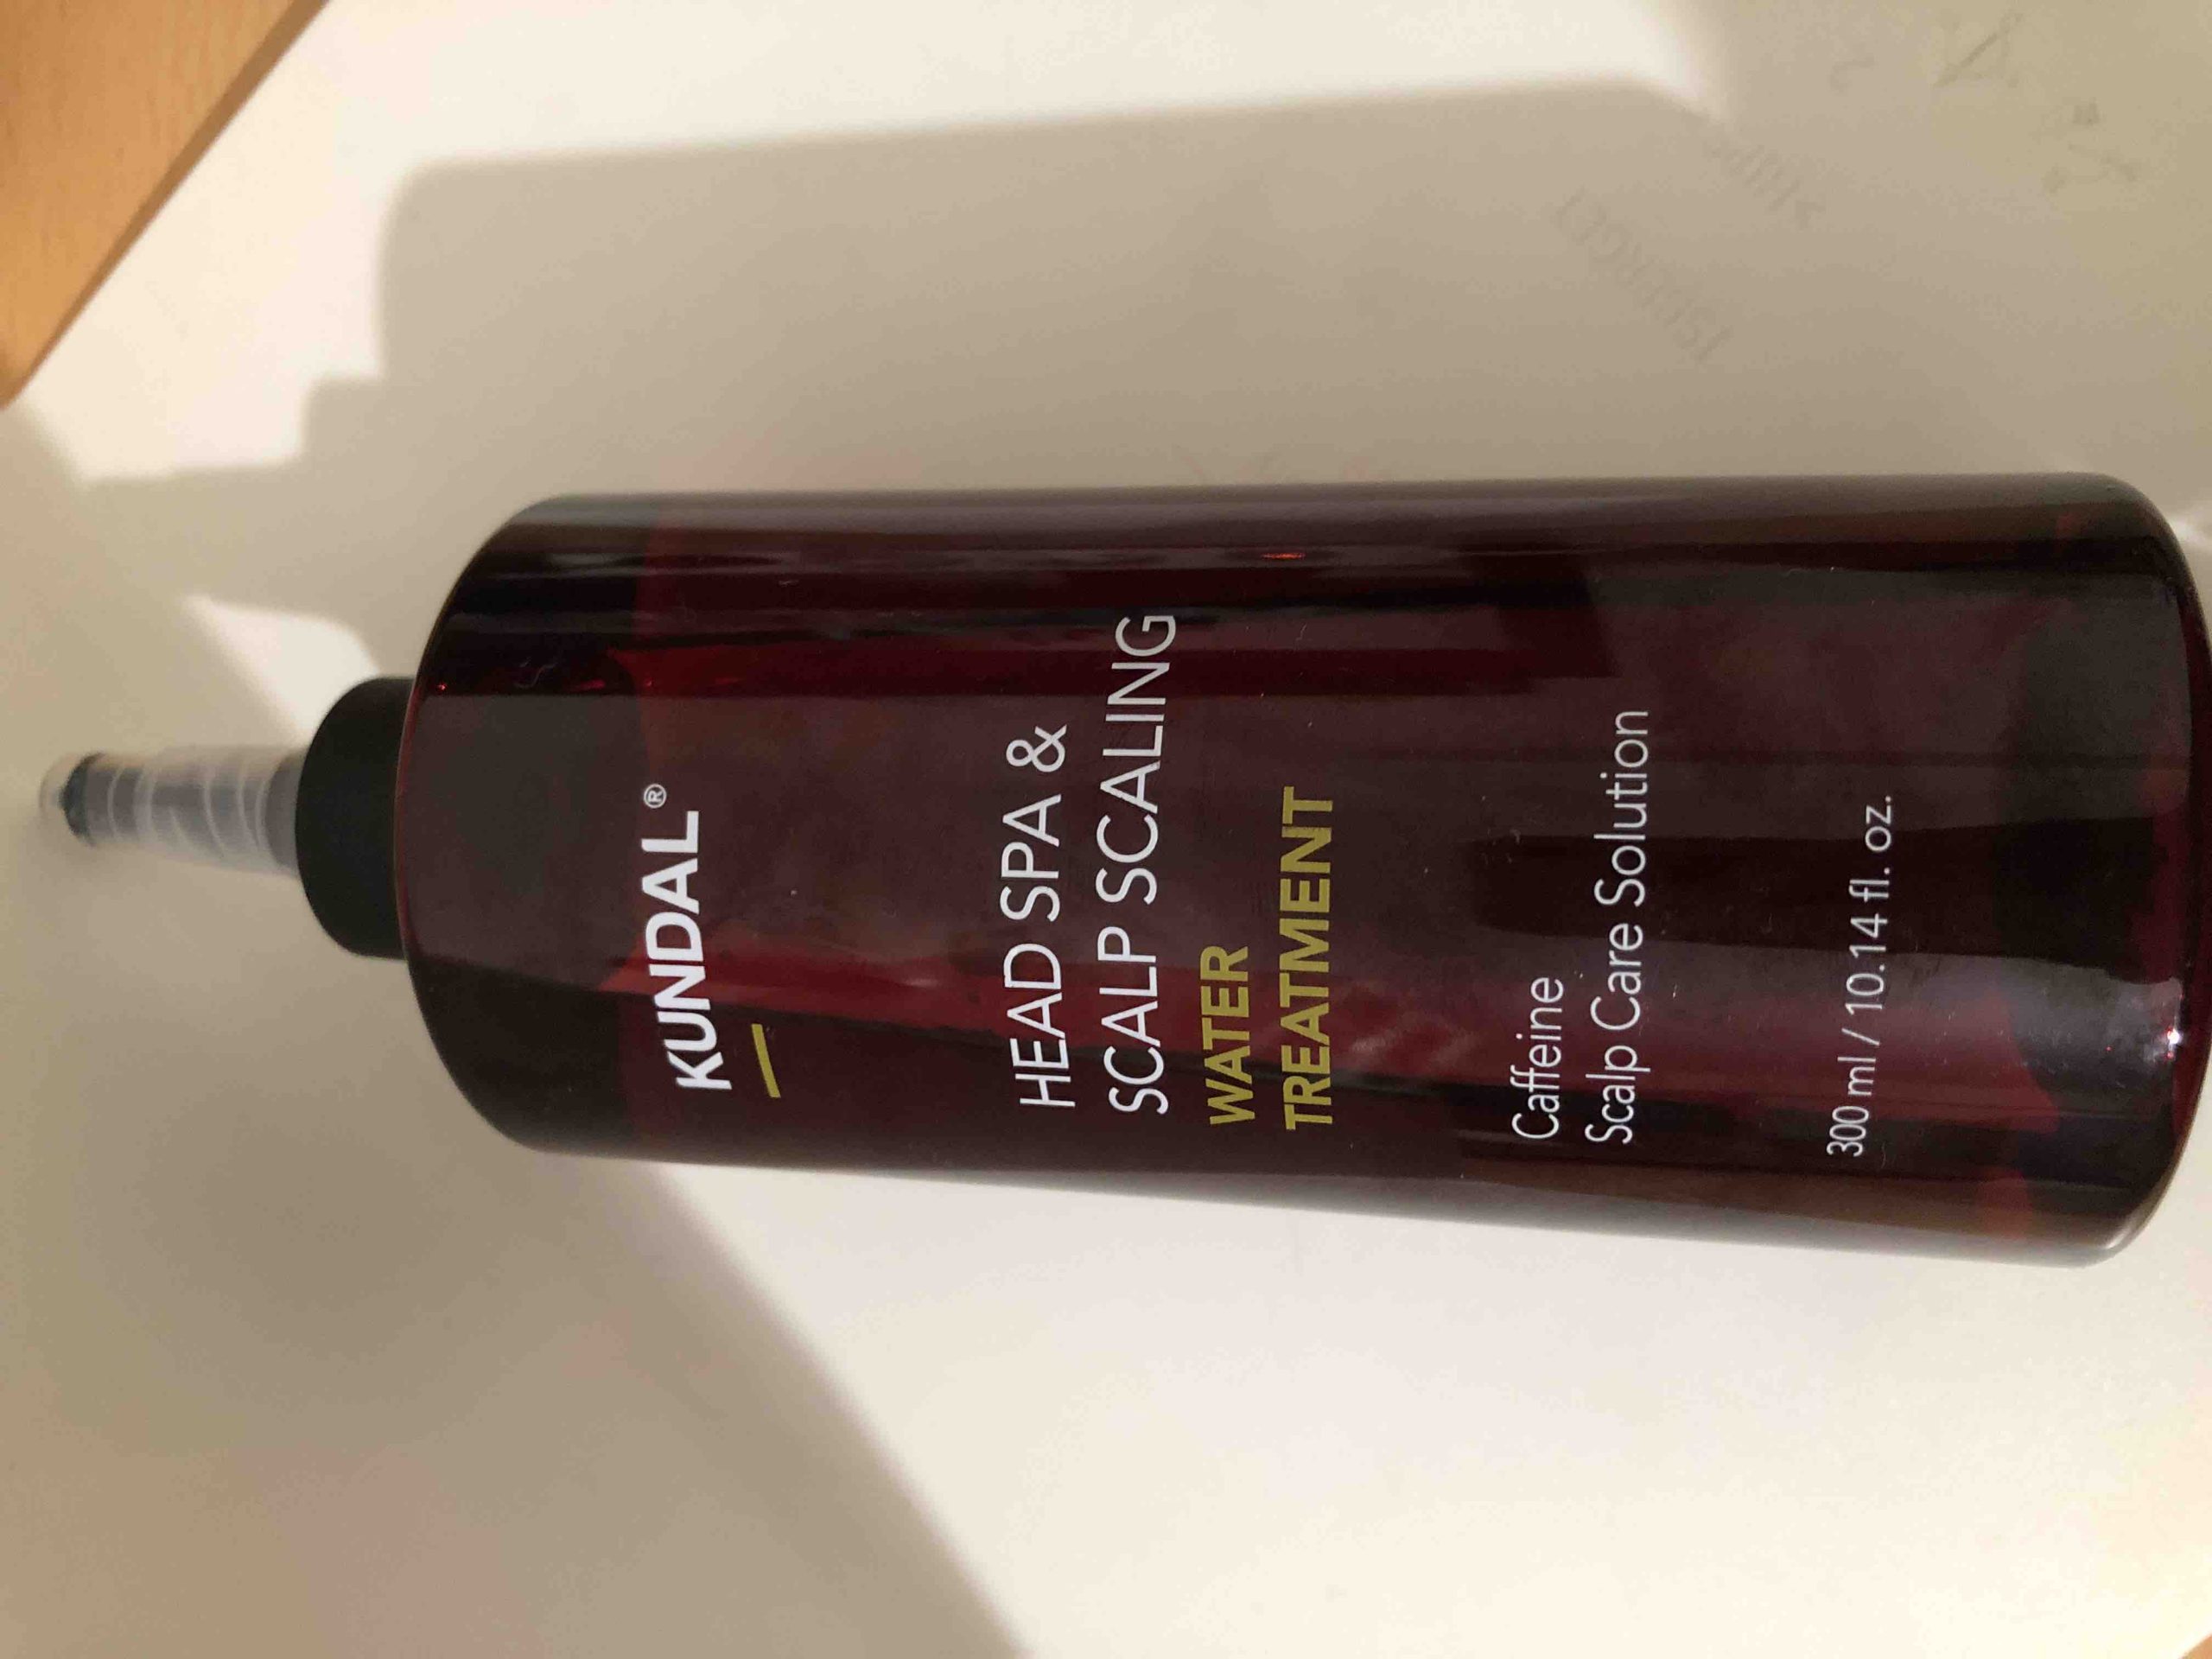 KUNDAL®
HEAD SPA &
SCALP SCALING
WATER
TREATMENT
Caffeine
Scalp Care Solution
300 ml / 10.14 fl. oz.